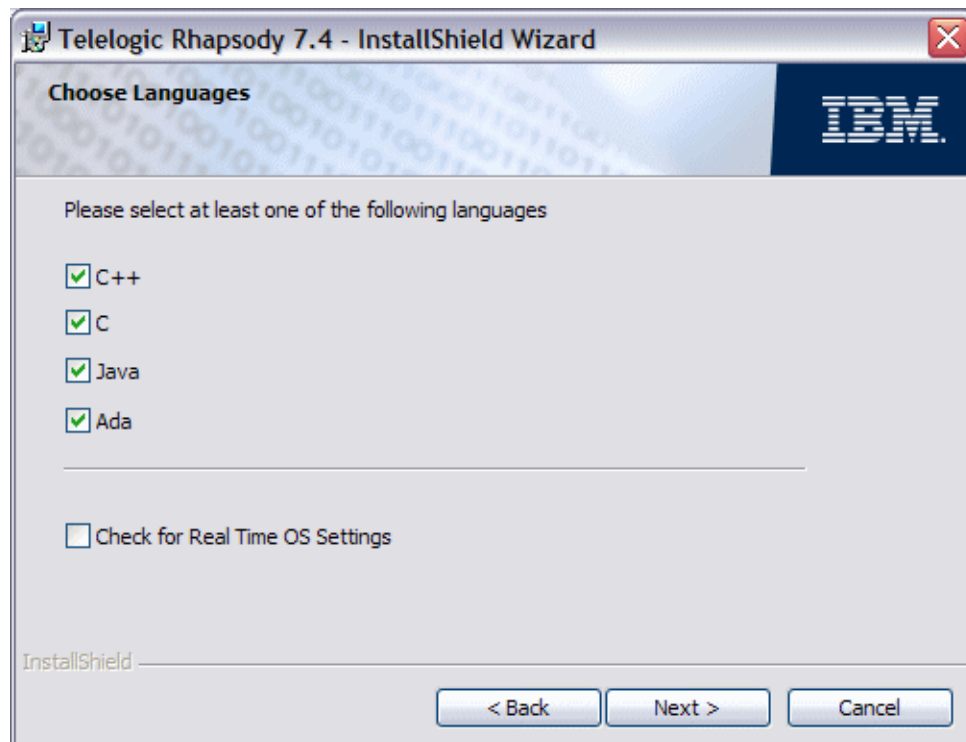 Telelogic Rhapsody 7.4 - InstallShield Wizard
Choose Languages
IBM.
Please select at least one of the following languages
C++
C
Java
Ada
Check for Real Time OS Settings
InstallShield
< Back Next > Cancel